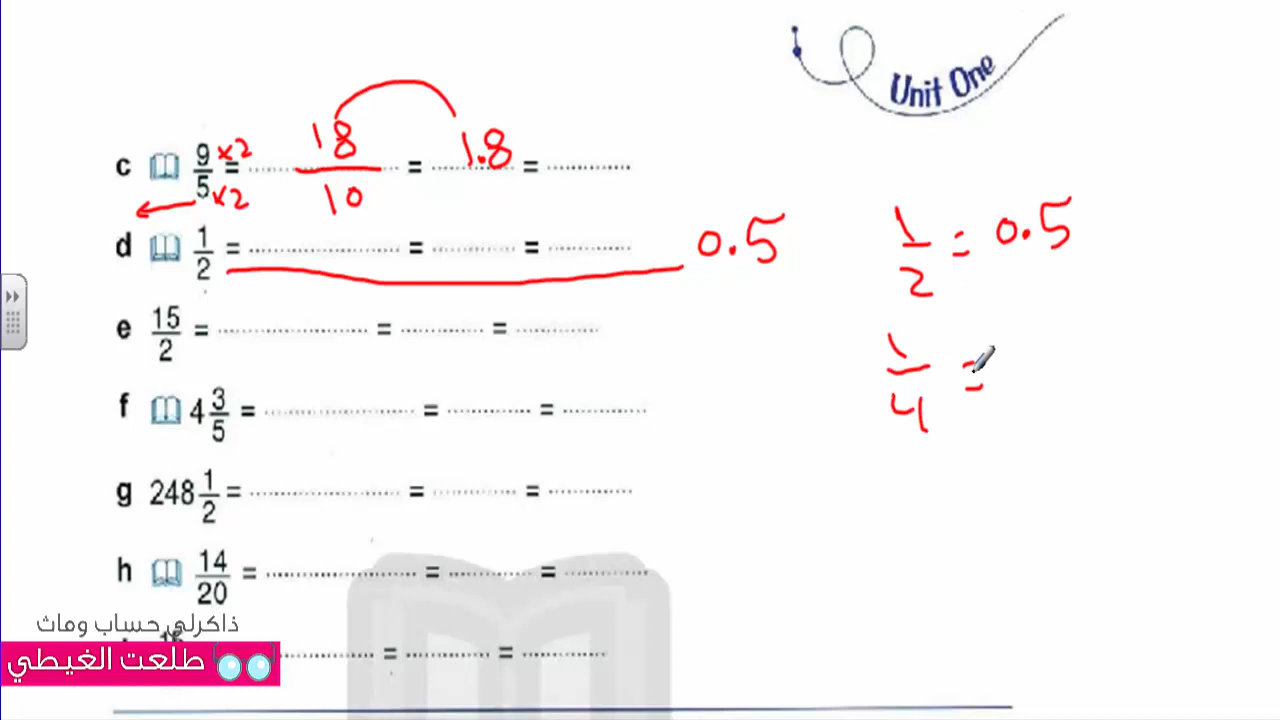 Unit One
c 9/5 ×2 ×2 = 18/10 = 1.8 = ............
d 1/2 = .................... = ............ = ............ 0.5
e 15/2 = .................... = ............ = ............
f 4 3/5 = .................... = ............ = ............
g 248 1/2 = .................... = ............ = ............
h 14/20 = .................... = ............ = ............
.................... = ............ = ............
1/2 = 0.5
1/4 =
ذاكرلي حساب وماث
طلعت الغيطي